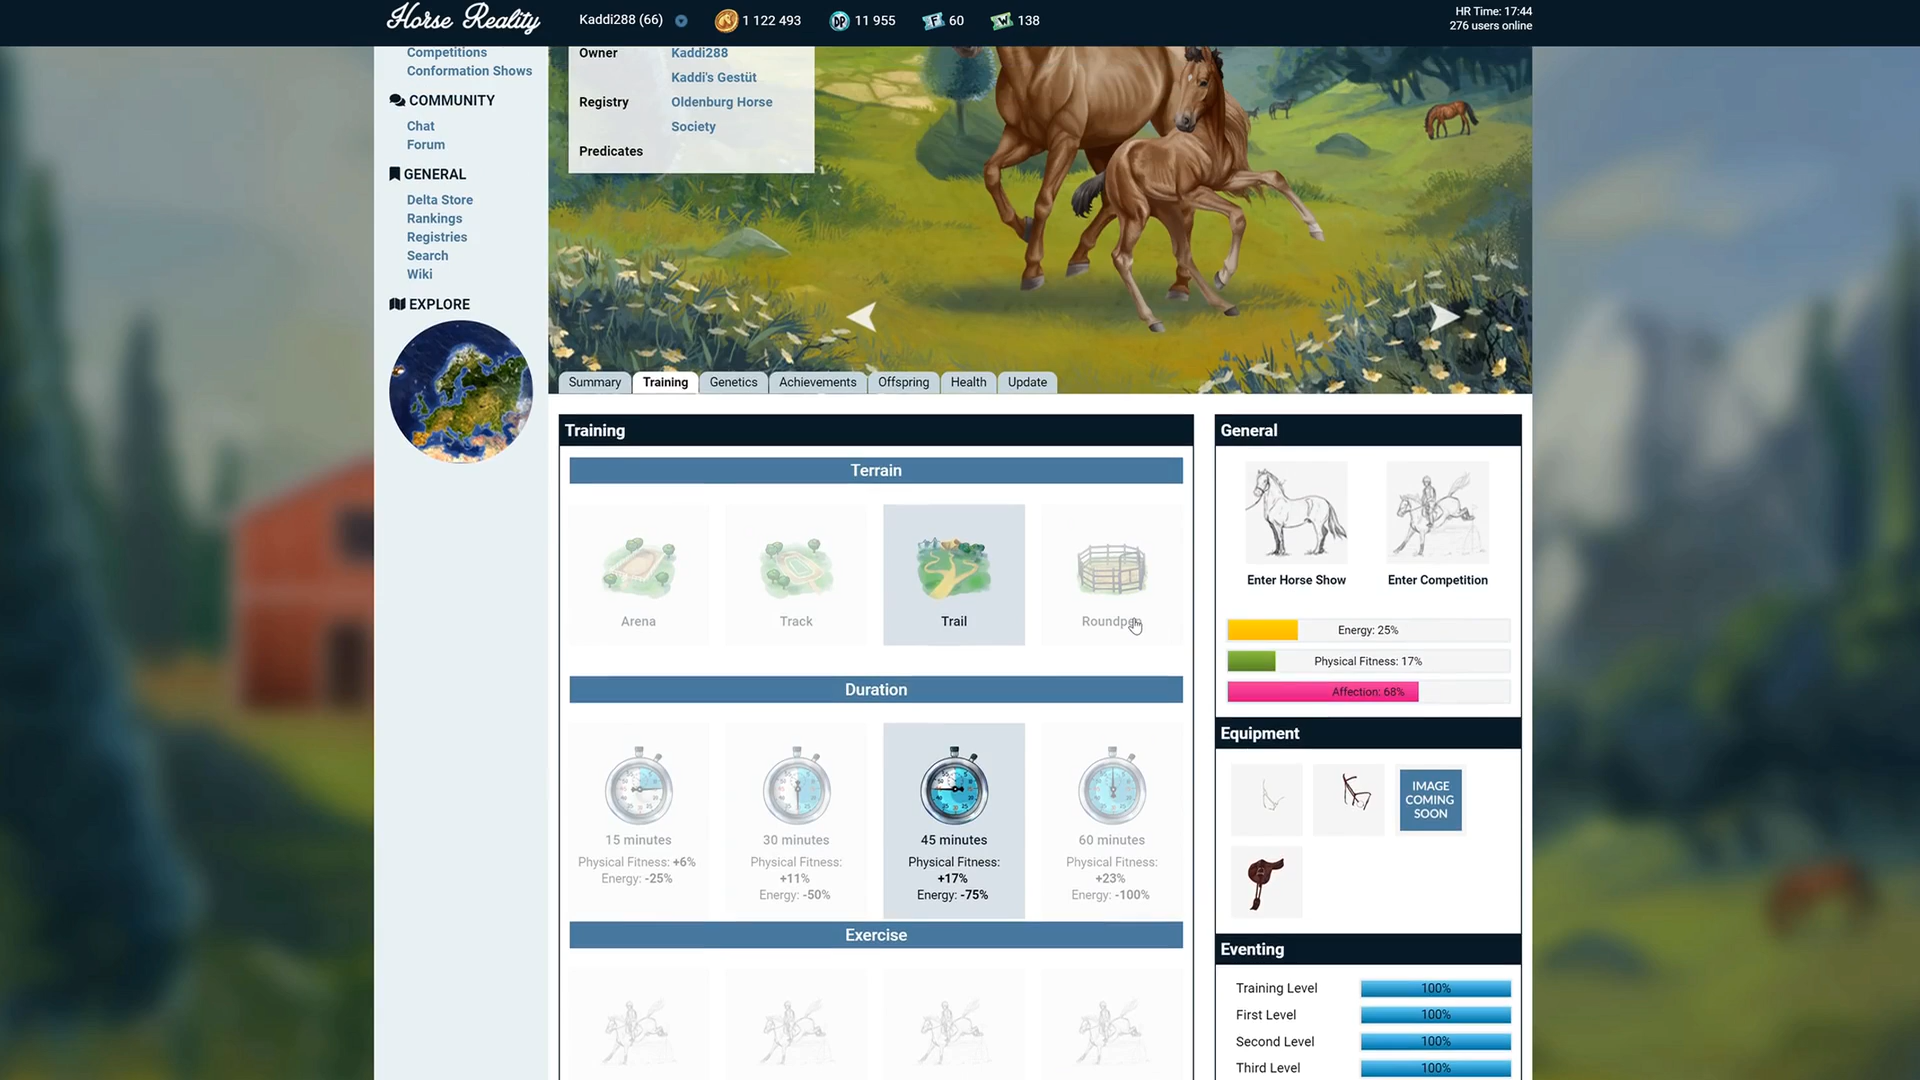 Horse Reality
Kaddi288 (66)
1 122 493
DP 11 955
F 60
W 138
HR Time: 17:44
276 users online
Competitions
Conformation Shows
COMMUNITY
Chat
Forum
GENERAL
Delta Store
Rankings
Registries
Search
Wiki
EXPLORE
Owner Kaddi288
Kaddi's Gestüt
Registry Oldenburg Horse
Society
Predicates
Summary Training Genetics Achievements Offspring Health Update
Training
Terrain
Arena Track Trail
Duration
15 minutes
Physical Fitness: +6%
Energy: -25%
30 minutes
Physical Fitness:
+11%
Energy: -50%
45 minutes
Physical Fitness:
+17%
Energy: -75%
60 minutes
Physical Fitness:
+23%
Energy: -100%
Exercise
General
Enter Horse Show Enter Competition
Energy: 25%
Physical Fitness: 17%
Affection: 68%
Equipment
IMAGE
COMING
SOON
Eventing
Training Level 100%
First Level 100%
Second Level 100%
Third Level 100%